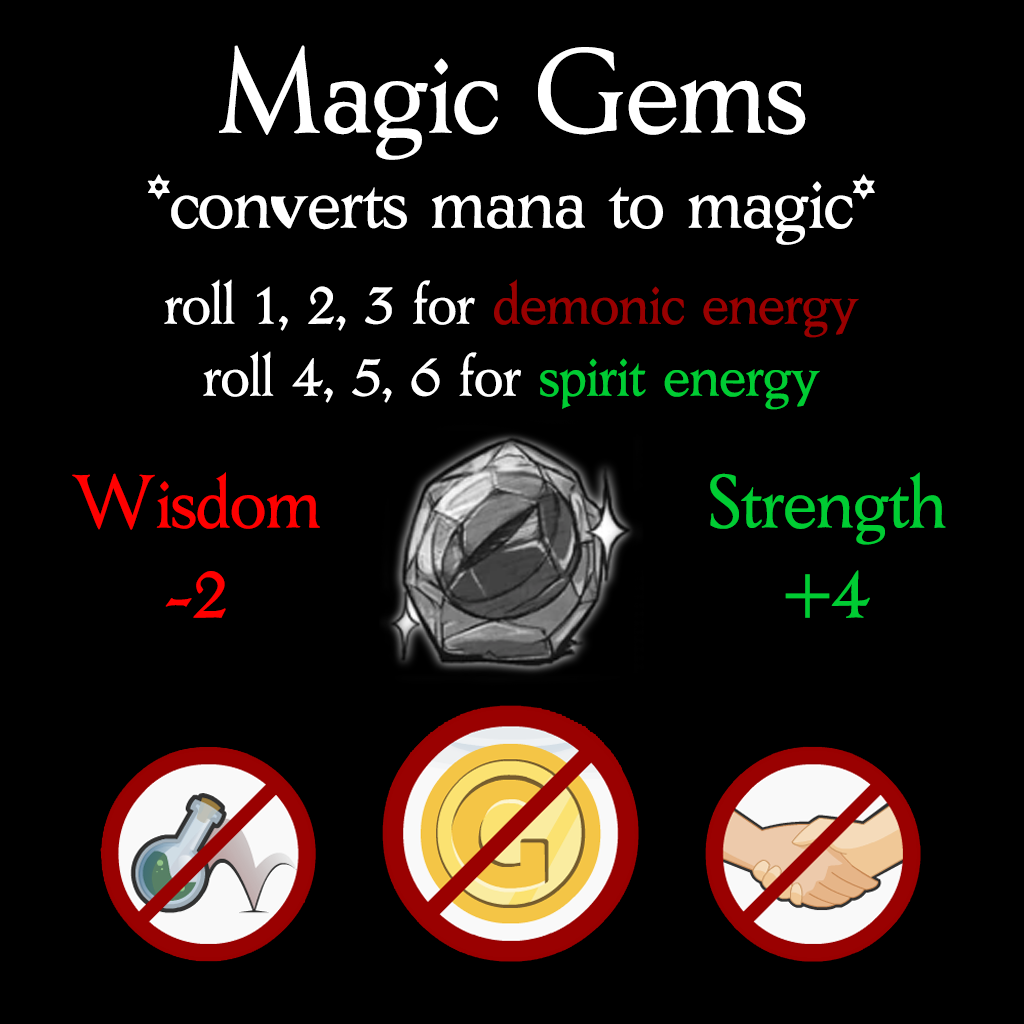 Magic Gems
*converts mana to magic*
roll 1, 2, 3 for demonic energy
roll 4, 5, 6 for spirit energy
Wisdom Strength
-2 +4
G